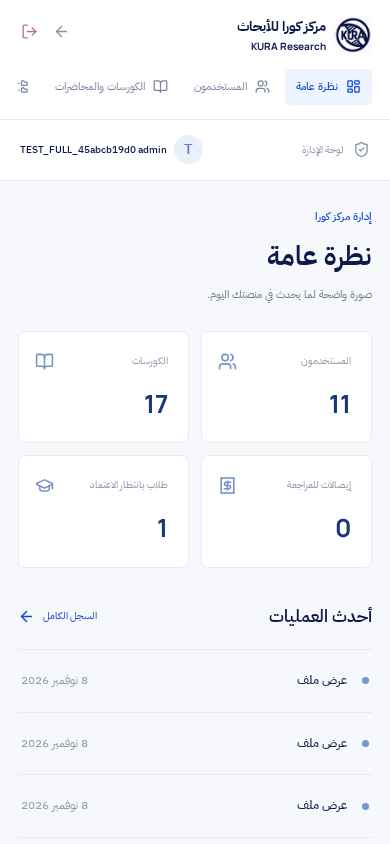 مركز كورا للأبحاث
KURA Research
نظرة عامة
المستخدمون
الكورسات والمحاضرات
لوحة الإدارة
T
TEST_FULL_45abcb19d0 admin
إدارة مركز كورا
نظرة عامة
صورة واضحة لما يحدث في منصتك اليوم.
المستخدمون
11
الكورسات
17
إيصالات للمراجعة
0
طلاب بانتظار الاعتماد
1
أحدث العمليات
السجل الكامل
عرض ملف
8 نوفمبر 2026
عرض ملف
8 نوفمبر 2026
عرض ملف
8 نوفمبر 2026